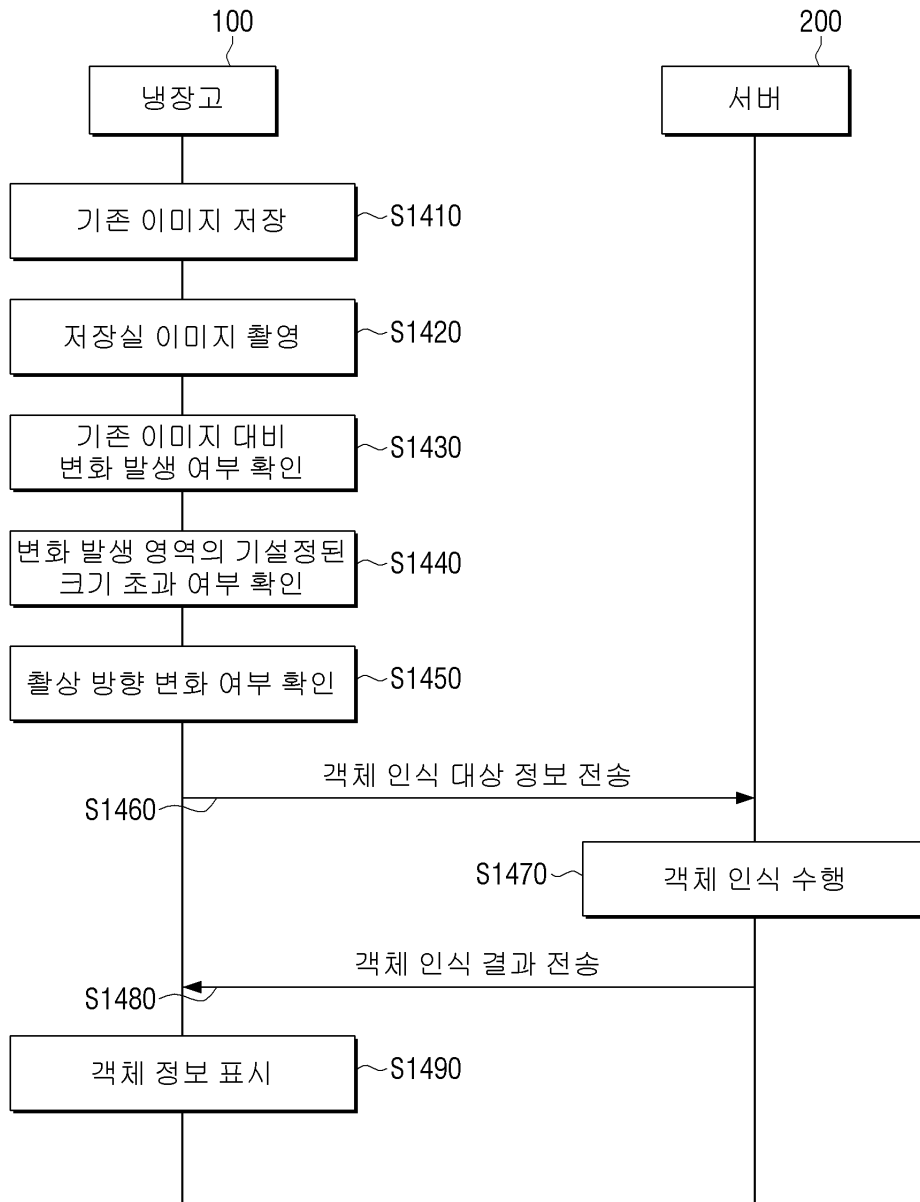 100
200
냉장고
서버
기존 이미지 저장
S1410
저장실 이미지 촬영
S1420
기존 이미지 대비
변화 발생 여부 확인
S1430
변화 발생 영역의 기설정된
크기 초과 여부 확인
S1440
촬상 방향 변화 여부 확인
S1450
객체 인식 대상 정보 전송
S1460
S1470
객체 인식 수행
객체 인식 결과 전송
S1480
객체 정보 표시
S1490